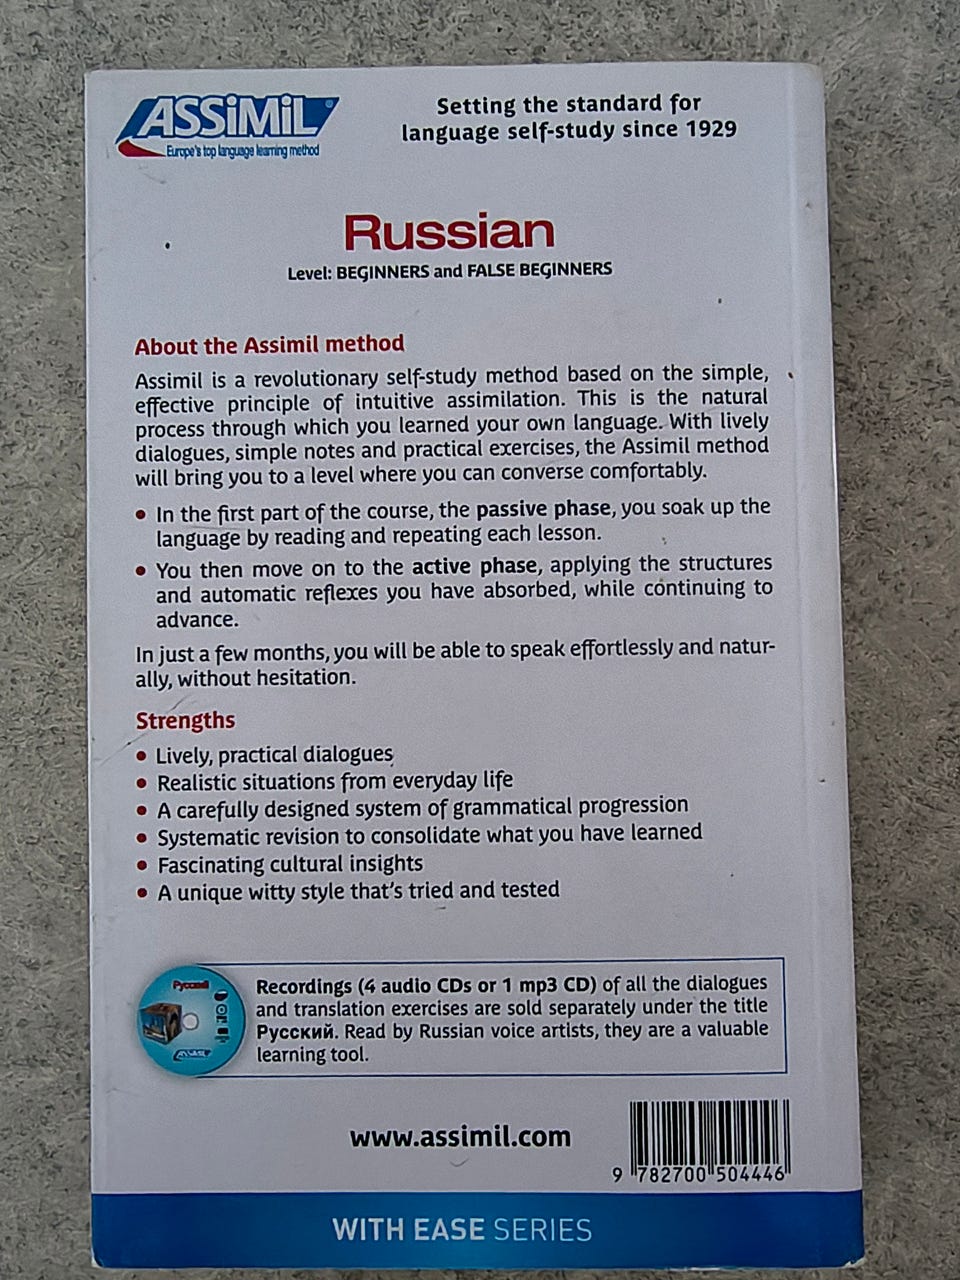 ASSiMiL®
Europe's top language learning method
Setting the standard for
language self-study since 1929
Russian
Level: BEGINNERS and FALSE BEGINNERS
About the Assimil method
Assimil is a revolutionary self-study method based on the simple,
effective principle of intuitive assimilation. This is the natural
process through which you learned your own language. With lively
dialogues, simple notes and practical exercises, the Assimil method
will bring you to a level where you can converse comfortably.
• In the first part of the course, the passive phase, you soak up the
language by reading and repeating each lesson.
• You then move on to the active phase, applying the structures
and automatic reflexes you have absorbed, while continuing to
advance.
In just a few months, you will be able to speak effortlessly and natur-
ally, without hesitation.
Strengths
• Lively, practical dialogues
• Realistic situations from everyday life
• A carefully designed system of grammatical progression
• Systematic revision to consolidate what you have learned
• Fascinating cultural insights
• A unique witty style that's tried and tested
Русский
ASSiMiL
Recordings (4 audio CDs or 1 mp3 CD) of all the dialogues
and translation exercises are sold separately under the title
Русский. Read by Russian voice artists, they are a valuable
learning tool.
www.assimil.com
9 782700 504446
WITH EASE SERIES